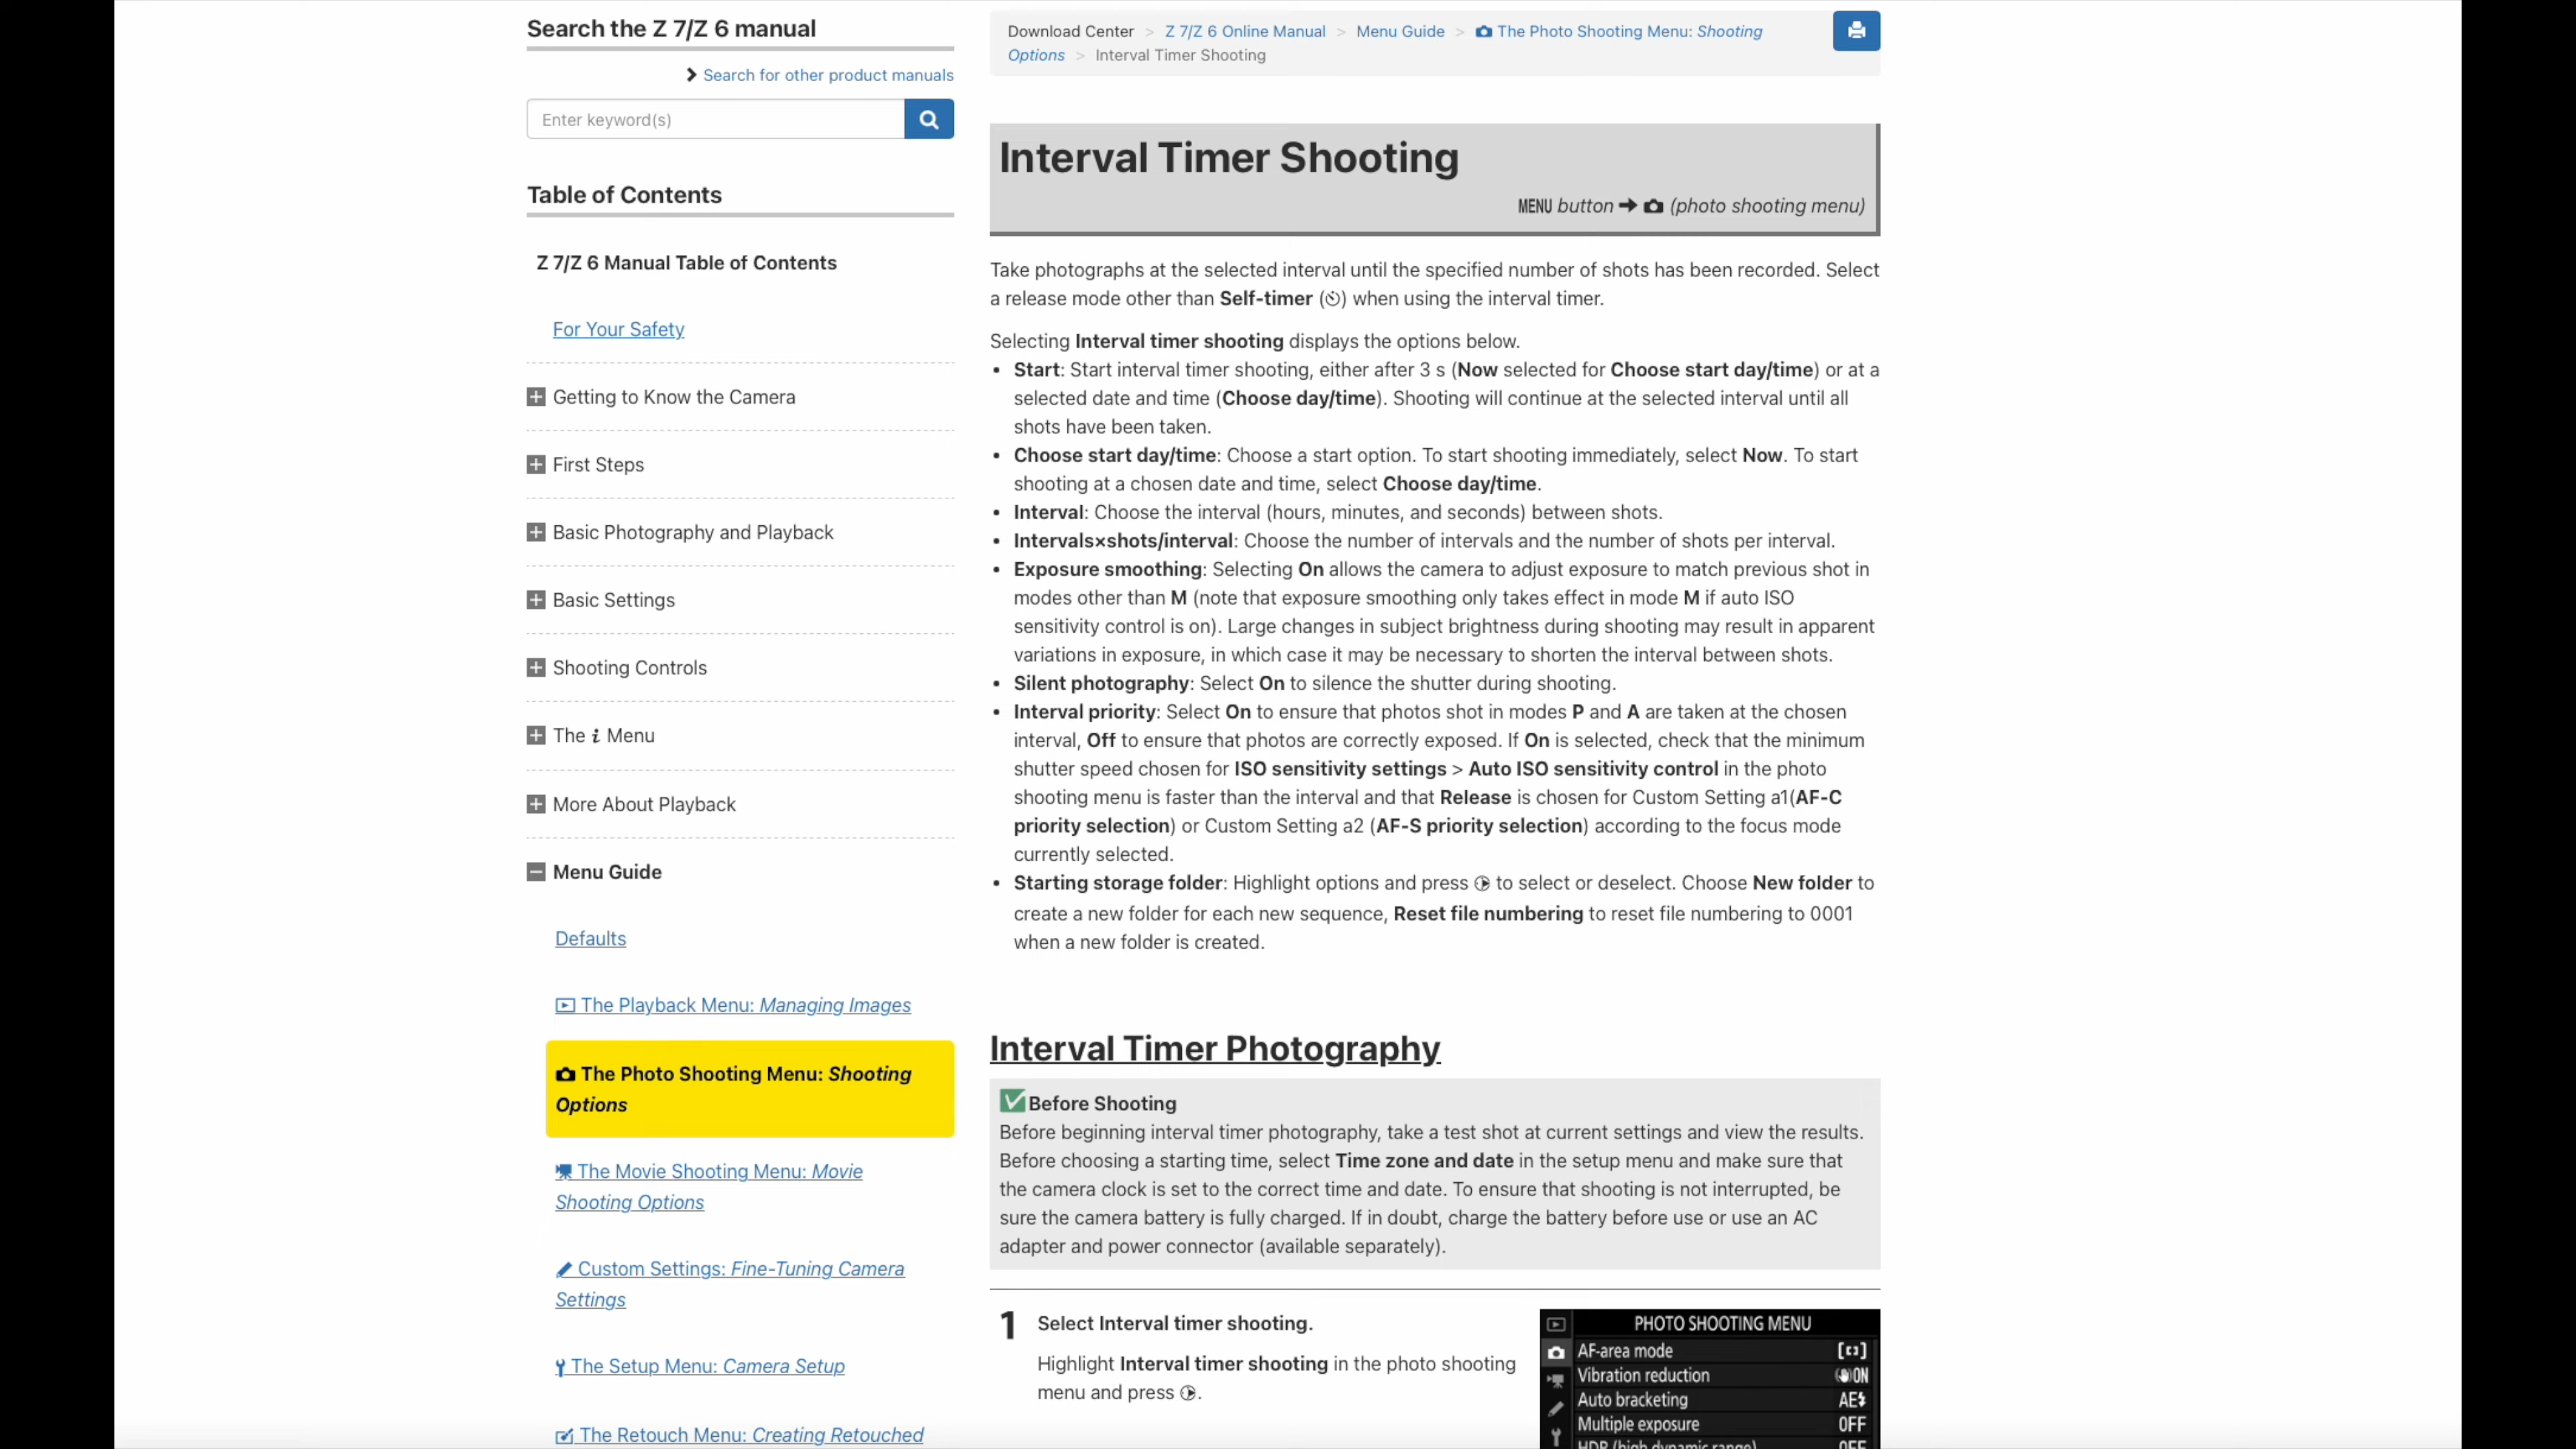 Search the Z 7/Z 6 manual
Search for other product manuals
Enter keyword(s)
Table of Contents
Z 7/Z 6 Manual Table of Contents
For Your Safety
Getting to Know the Camera
First Steps
Basic Photography and Playback
Basic Settings
Shooting Controls
The i Menu
More About Playback
Menu Guide
Defaults
The Playback Menu: Managing Images
The Photo Shooting Menu: Shooting
Options
The Movie Shooting Menu: Movie
Shooting Options
Custom Settings: Fine-Tuning Camera
Settings
The Setup Menu: Camera Setup
The Retouch Menu: Creating Retouched
Download Center > Z 7/Z 6 Online Manual > Menu Guide > The Photo Shooting Menu: Shooting
Options > Interval Timer Shooting
Interval Timer Shooting
MENU button ➜ (photo shooting menu)
Take photographs at the selected interval until the specified number of shots has been recorded. Select
a release mode other than Self-timer () when using the interval timer.
Selecting Interval timer shooting displays the options below.
• Start: Start interval timer shooting, either after 3 s (Now selected for Choose start day/time) or at a
selected date and time (Choose day/time). Shooting will continue at the selected interval until all
shots have been taken.
• Choose start day/time: Choose a start option. To start shooting immediately, select Now. To start
shooting at a chosen date and time, select Choose day/time.
• Interval: Choose the interval (hours, minutes, and seconds) between shots.
• Intervals×shots/interval: Choose the number of intervals and the number of shots per interval.
• Exposure smoothing: Selecting On allows the camera to adjust exposure to match previous shot in
modes other than M (note that exposure smoothing only takes effect in mode M if auto ISO
sensitivity control is on). Large changes in subject brightness during shooting may result in apparent
variations in exposure, in which case it may be necessary to shorten the interval between shots.
• Silent photography: Select On to silence the shutter during shooting.
• Interval priority: Select On to ensure that photos shot in modes P and A are taken at the chosen
interval, Off to ensure that photos are correctly exposed. If On is selected, check that the minimum
shutter speed chosen for ISO sensitivity settings > Auto ISO sensitivity control in the photo
shooting menu is faster than the interval and that Release is chosen for Custom Setting a1(AF-C
priority selection) or Custom Setting a2 (AF-S priority selection) according to the focus mode
currently selected.
• Starting storage folder: Highlight options and press to select or deselect. Choose New folder to
create a new folder for each new sequence, Reset file numbering to reset file numbering to 0001
when a new folder is created.
Interval Timer Photography
Before Shooting
Before beginning interval timer photography, take a test shot at current settings and view the results.
Before choosing a starting time, select Time zone and date in the setup menu and make sure that
the camera clock is set to the correct time and date. To ensure that shooting is not interrupted, be
sure the camera battery is fully charged. If in doubt, charge the battery before use or use an AC
adapter and power connector (available separately).
1 Select Interval timer shooting.
Highlight Interval timer shooting in the photo shooting
menu and press .
PHOTO SHOOTING MENU
AF-area mode
Vibration reduction ON
Auto bracketing AE
Multiple exposure OFF
HDR (high dynamic range) OFF